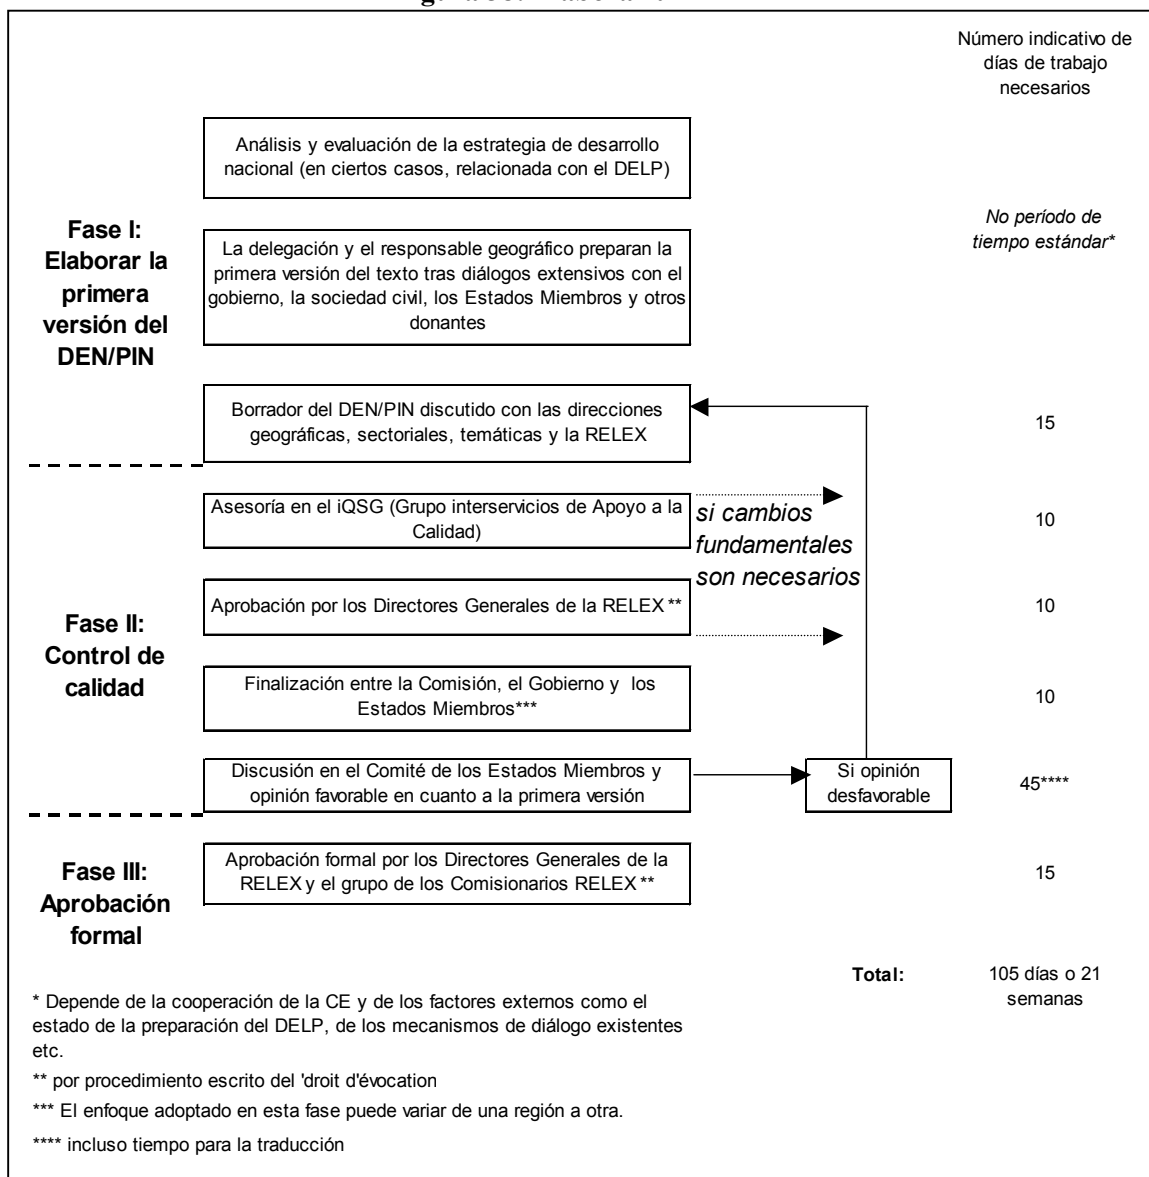 Número indicativo de
días de trabajo
necesarios
Análisis y evaluación de la estrategia de desarrollo
nacional (en ciertos casos, relacionada con el DELP)
Fase I:
Elaborar la
primera
versión del
DEN/PIN
No período de
tiempo estándar*
La delegación y el responsable geográfico preparan la
primera versión del texto tras diálogos extensivos con el
gobierno, la sociedad civil, los Estados Miembros y otros
donantes
Borrador del DEN/PIN discutido con las direcciones
geográficas, sectoriales, temáticas y la RELEX
15
Asesoría en el iQSG (Grupo interservicios de Apoyo a la
Calidad)
10
si cambios
fundamentales
son necesarios
Fase II:
Control de
calidad
Aprobación por los Directores Generales de la RELEX **
10
Finalización entre la Comisión, el Gobierno y los
Estados Miembros***
10
Discusión en el Comité de los Estados Miembros y
opinión favorable en cuanto a la primera versión
Si opinión
desfavorable
45****
Fase III:
Aprobación
formal
Aprobación formal por los Directores Generales de la
RELEX y el grupo de los Comisionarios RELEX **
15
Total:
105 días o 21
semanas
* Depende de la cooperación de la CE y de los factores externos como el
estado de la preparación del DELP, de los mecanismos de diálogo existentes
etc.
** por procedimiento escrito del 'droit d'évocation
*** El enfoque adoptado en esta fase puede variar de una región a otra.
**** incluso tiempo para la traducción